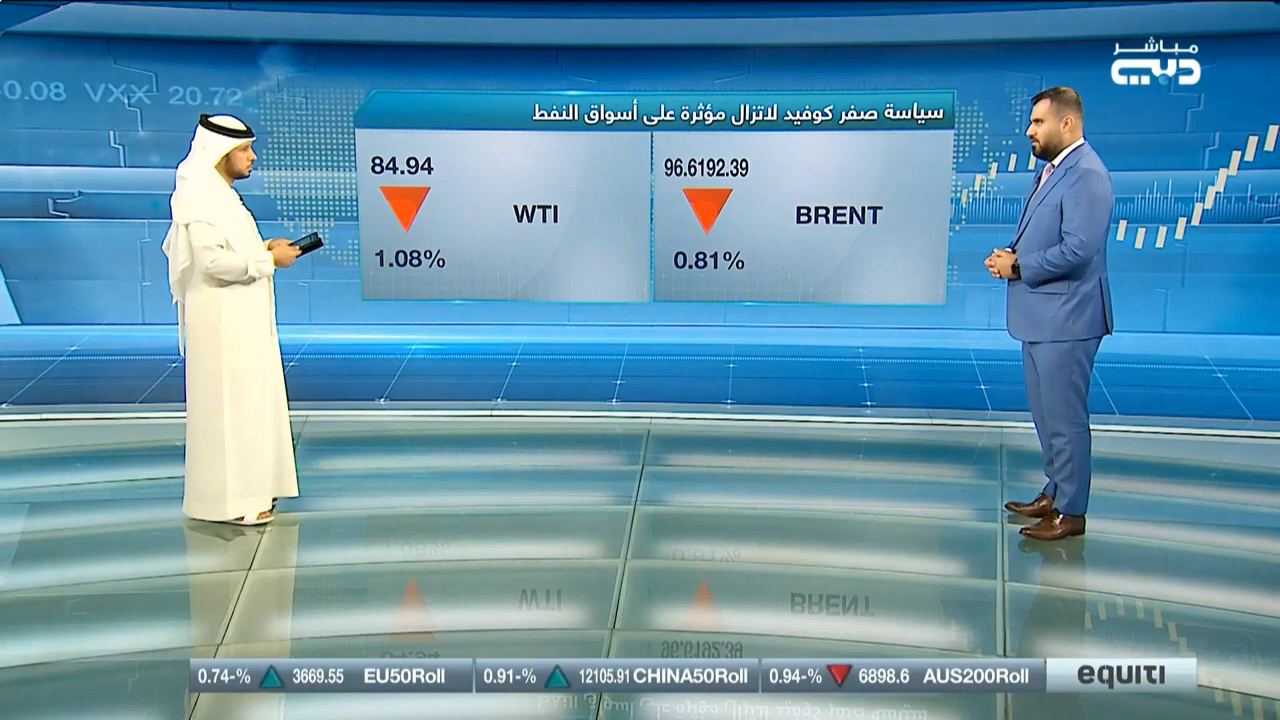 مباشر
دبي
-0.08 VXX 20.72
سياسة صفر كوفيد لاتزال مؤثرة على أسواق النفط
84.94
WTI
1.08%
96.6192.39
BRENT
0.81%
0.74-% 3669.55 EU50Roll
0.91-% 12105.91 CHINA50Roll
0.94-% 6898.6 AUS200Roll
equiti